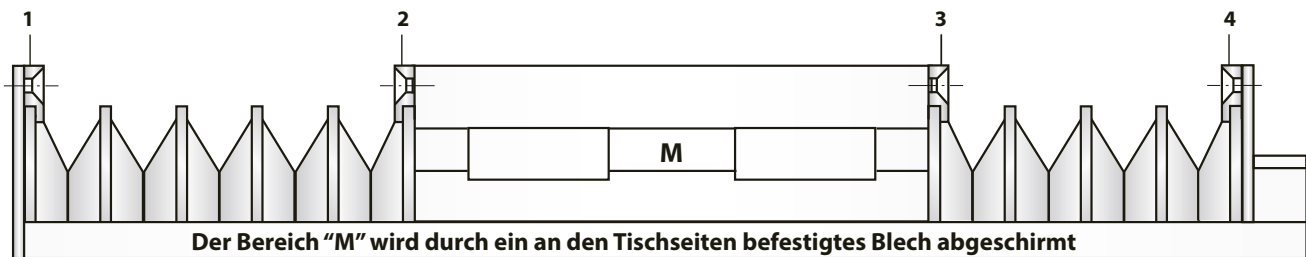 1 2 3 4
M
Der Bereich “M” wird durch ein an den Tischseiten befestigtes Blech abgeschirmt